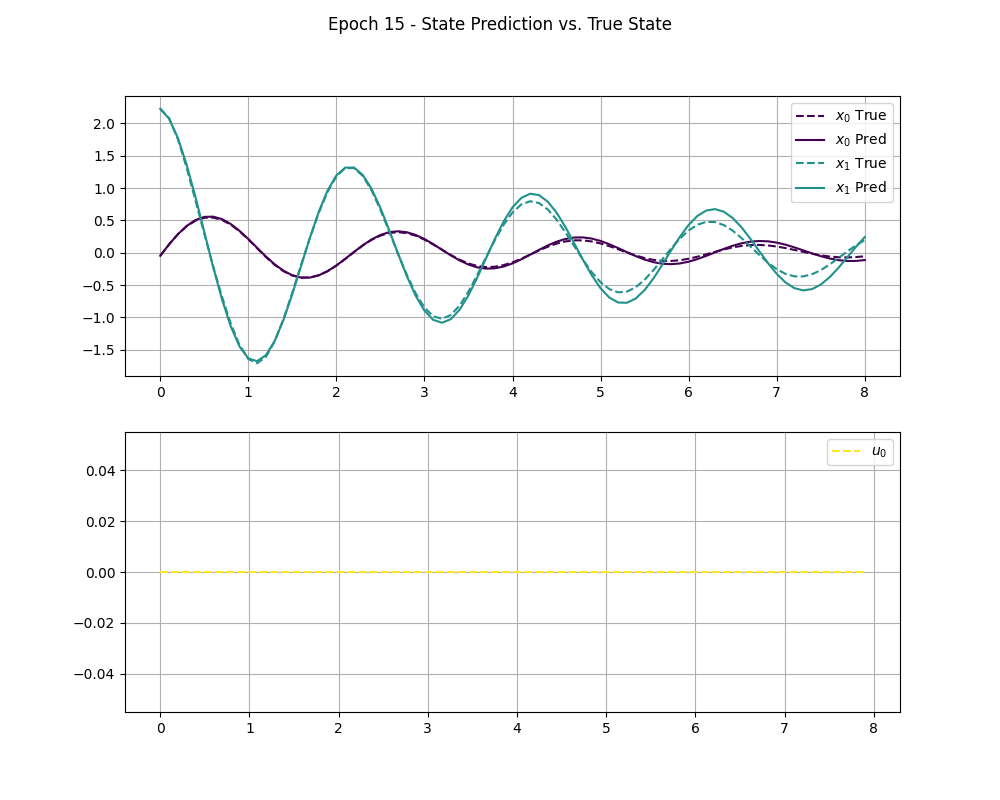 Epoch 15 - State Prediction vs. True State
2.0
1.5
1.0
0.5
0.0
−0.5
−1.0
−1.5
x₀ True
x₀ Pred
x₁ True
x₁ Pred
0 1 2 3 4 5 6 7 8
0.04
0.02
0.00
−0.02
−0.04
u₀
0 1 2 3 4 5 6 7 8